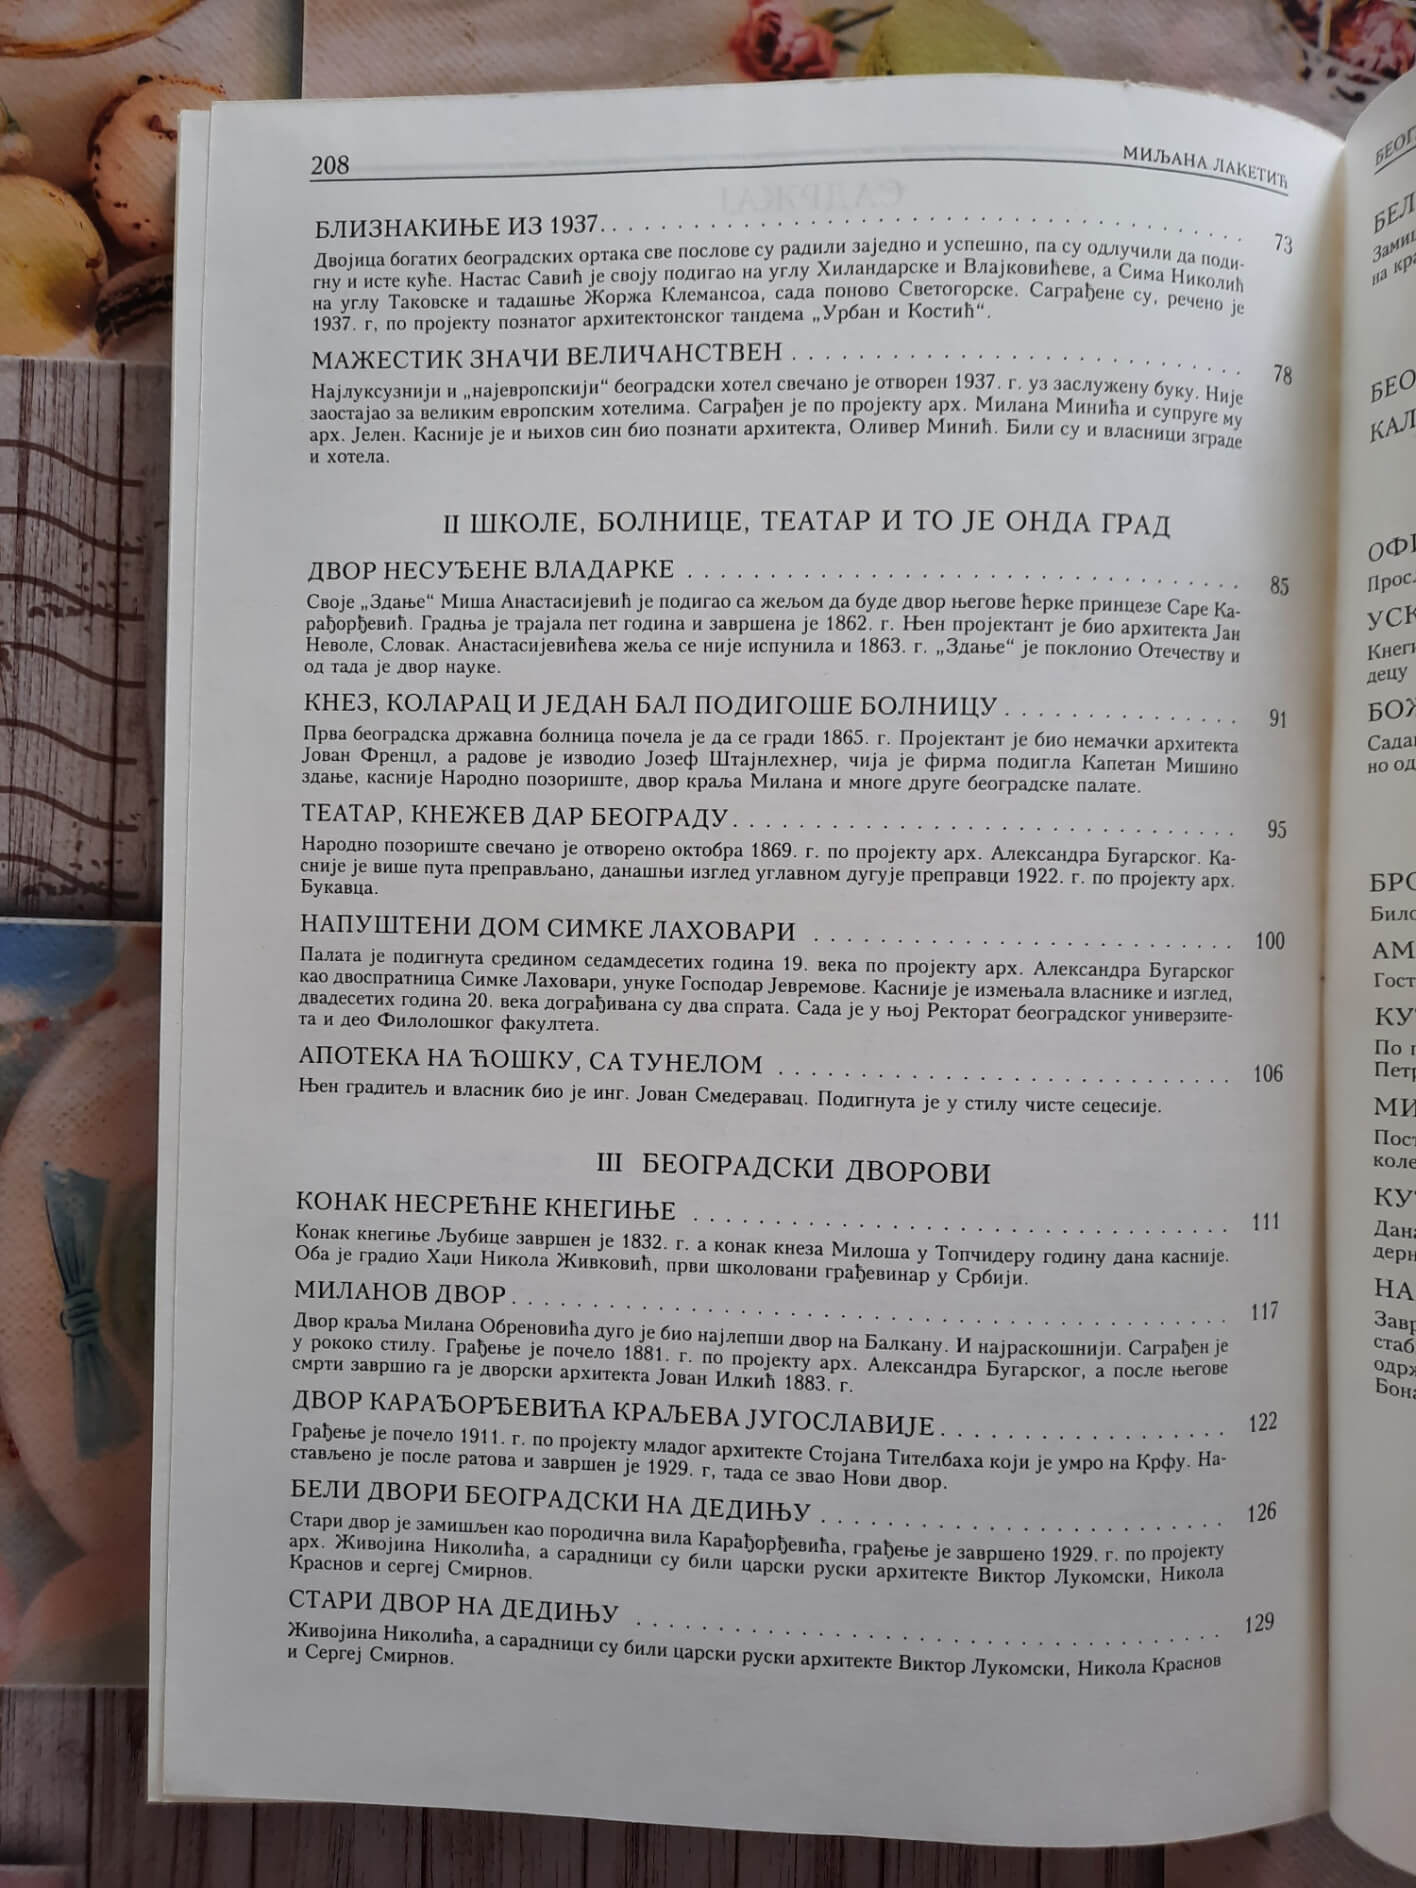 208
МИЉАНА ЛАКЕТИЋ
БЛИЗНАКИЊЕ ИЗ 1937. . . . . . . . . . . . . . . . . . . . . . . . . . . . . . 73
Двојица богатих београдских ортака све послове су радили заједно и успешно, па су одлучили да поди-
гну и исте куће. Настас Савић је своју подигао на углу Хиландарске и Влајковићеве, а Сима Николић
на углу Таковске и тадашње Жоржа Клемансоа, сада поново Светогорске. Саграђене су, речено је
1937. г, по пројекту познатог архитектонског тандема „Урбан и Костић“.
МАЖЕСТИК ЗНАЧИ ВЕЛИЧАНСТВЕН . . . . . . . . . . . . . . . . . . . . . 78
Најлуксузнији и „најевропскији“ београдски хотел свечано је отворен 1937. г. уз заслужену буку. Није
заостајао за великим европским хотелима. Саграђен је по пројекту арх. Милана Минића и супруге му
арх. Јелен. Касније је и њихов син био познати архитекта, Оливер Минић. Били су и власници зграде
и хотела.
II ШКОЛЕ, БОЛНИЦЕ, ТЕАТАР И ТО ЈЕ ОНДА ГРАД
ДВОР НЕСУЂЕНЕ ВЛАДАРКЕ . . . . . . . . . . . . . . . . . . . . . . . . . . 85
Своје „Здање“ Миша Анастасијевић је подигао са жељом да буде двор његове ћерке принцезе Саре Ка-
рађорђевић. Градња је трајала пет година и завршена је 1862. г. Њен пројектант је био архитекта Јан
Неволе, Словак. Анастасијевићева жеља се није испунила и 1863. г. „Здање“ је поклонио Отечеству и
од тада је двор науке.
КНЕЗ, КОЛАРАЦ И ЈЕДАН БАЛ ПОДИГОШЕ БОЛНИЦУ . . . . . . . . . . . 91
Прва београдска државна болница почела је да се гради 1865. г. Пројектант је био немачки архитекта
Јован Френцл, а радове је изводио Јозеф Штајнлехнер, чија је фирма подигла Капетан Мишино
здање, касније Народно позориште, двор краља Милана и многе друге београдске палате.
ТЕАТАР, КНЕЖЕВ ДАР БЕОГРАДУ. . . . . . . . . . . . . . . . . . . . . . . . 95
Народно позориште свечано је отворено октобра 1869. г. по пројекту арх. Александра Бугарског. Ка-
сније је више пута преправљано, данашњи изглед углавном дугује преправци 1922. г. по пројекту арх.
Букавца.
НАПУШТЕНИ ДОМ СИМКЕ ЛАХОВАРИ . . . . . . . . . . . . . . . . . . . . 100
Палата је подигнута средином седамдесетих година 19. века по пројекту арх. Александра Бугарског
као двоспратница Симке Лаховари, унуке Господар Јевремове. Касније је измењала власнике и изглед,
двадесетих година 20. века дограђивана су два спрата. Сада је у њој Ректорат београдског универзите-
та и део Филолошког факултета.
АПОТЕКА НА ЋОШКУ, СА ТУНЕЛОМ . . . . . . . . . . . . . . . . . . . . . . 106
Њен градитељ и власник био је инг. Јован Смедеравац. Подигнута је у стилу чисте сецесије.
III БЕОГРАДСКИ ДВОРОВИ
КОНАК НЕСРЕЋНЕ КНЕГИЊЕ . . . . . . . . . . . . . . . . . . . . . . . . . 111
Конак кнегиње Љубице завршен је 1832. г. а конак кнеза Милоша у Топчидеру годину дана касније.
Оба је градио Хаџи Никола Живковић, први школовани грађевинар у Србији.
МИЛАНОВ ДВОР. . . . . . . . . . . . . . . . . . . . . . . . . . . . . . . . . 117
Двор краља Милана Обреновића дуго је био најлепши двор на Балкану. И најраскошнији. Саграђен је
у рококо стилу. Грађење је почело 1881. г. по пројекту арх. Александра Бугарског, а после његове
смрти завршио га је дворски архитекта Јован Илкић 1883. г.
ДВОР КАРАЂОРЂЕВИЋА КРАЉЕВА ЈУГОСЛАВИЈЕ. . . . . . . . . . . . . . 122
Грађење је почело 1911. г. по пројекту младог архитекте Стојана Тителбаха који је умро на Крфу. На-
стављено је после ратова и завршен је 1929. г, тада се звао Нови двор.
БЕЛИ ДВОРИ БЕОГРАДСКИ НА ДЕДИЊУ . . . . . . . . . . . . . . . . . . . 126
Стари двор је замишљен као породична вила Карађорђевића, грађење је завршено 1929. г. по пројекту
арх. Живојина Николића, а сарадници су били царски руски архитекте Виктор Лукомски, Никола
Краснов и сергеј Смирнов.
СТАРИ ДВОР НА ДЕДИЊУ . . . . . . . . . . . . . . . . . . . . . . . . . . . 129
Живојина Николића, а сарадници су били царски руски архитекте Виктор Лукомски, Никола Краснов
и Сергеј Смирнов.